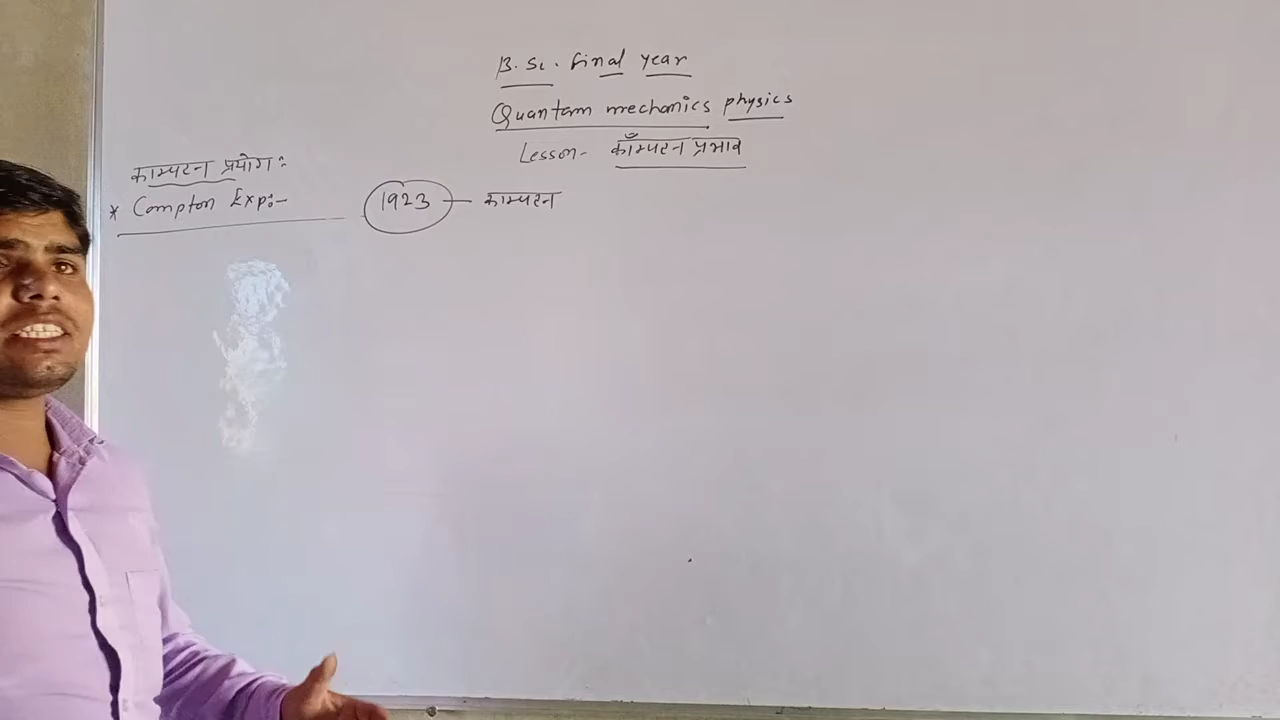 B.Sc. final year
Quantam mechanics physics
Lesson- कॉम्पटन प्रभाव
काम्पटन प्रयोग :-
* Compton Exp:- 1923 — काम्पटन